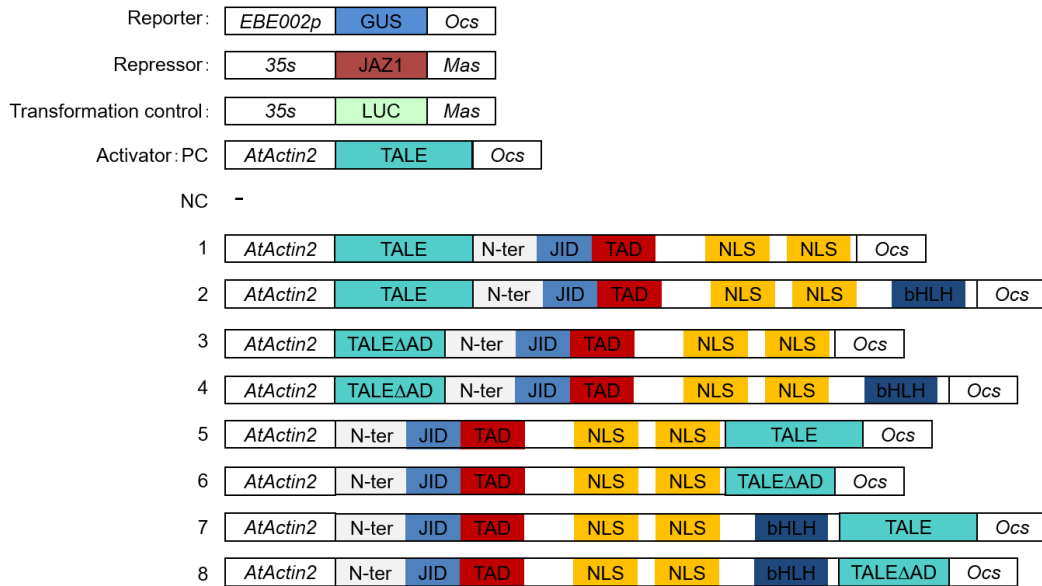 Reporter: EBE002p GUS Ocs
Repressor: 35s JAZ1 Mas
Transformation control: 35s LUC Mas
Activator: PC AtActin2 TALE Ocs
NC -
1 AtActin2 TALE N-ter JID TAD NLS NLS Ocs
2 AtActin2 TALE N-ter JID TAD NLS NLS bHLH Ocs
3 AtActin2 TALEΔAD N-ter JID TAD NLS NLS Ocs
4 AtActin2 TALEΔAD N-ter JID TAD NLS NLS bHLH Ocs
5 AtActin2 N-ter JID TAD NLS NLS TALE Ocs
6 AtActin2 N-ter JID TAD NLS NLS TALEΔAD Ocs
7 AtActin2 N-ter JID TAD NLS NLS bHLH TALE Ocs
8 AtActin2 N-ter JID TAD NLS NLS bHLH TALEΔAD Ocs